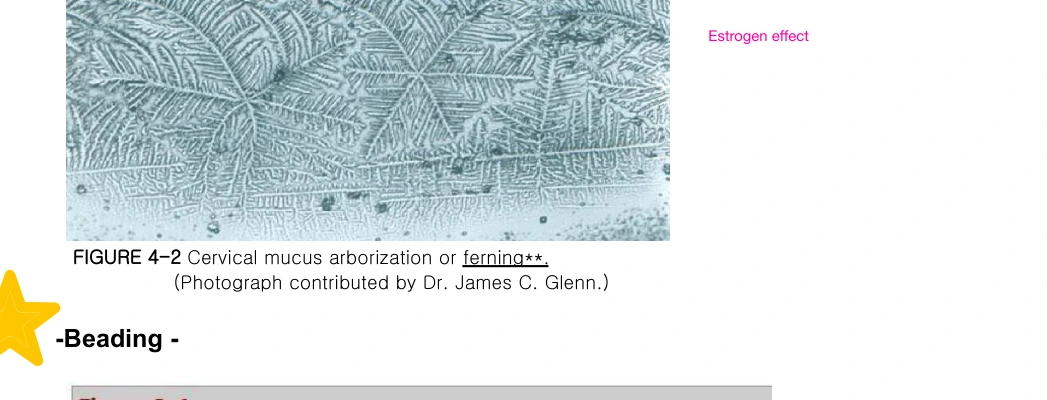 Estrogen effect
FIGURE 4-2 Cervical mucus arborization or ferning**.
(Photograph contributed by Dr. James C. Glenn.)
-Beading -